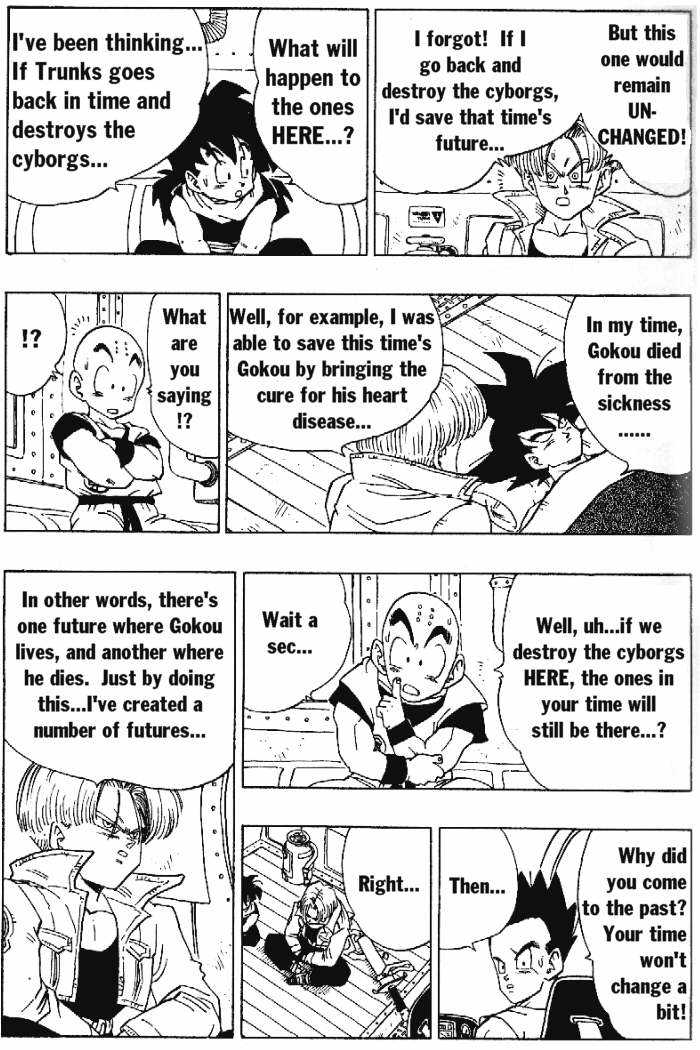 I've been thinking...
If Trunks goes
back in time and
destroys the
cyborgs...
What will
happen to
the ones
HERE...?
I forgot! If I
go back and
destroy the cyborgs,
I'd save that time's
future...
But this
one would
remain
UN-
CHANGED!
!?
What
are
you
saying
!?
Well, for example, I was
able to save this time's
Gokou by bringing the
cure for his heart
disease...
In my time,
Gokou died
from the
sickness
......
In other words, there's
one future where Gokou
lives, and another where
he dies. Just by doing
this...I've created a
number of futures...
Wait a
sec...
Well, uh...if we
destroy the cyborgs
HERE, the ones in
your time will
still be there...?
Right...
Then...
Why did
you come
to the past?
Your time
won't
change a
bit!